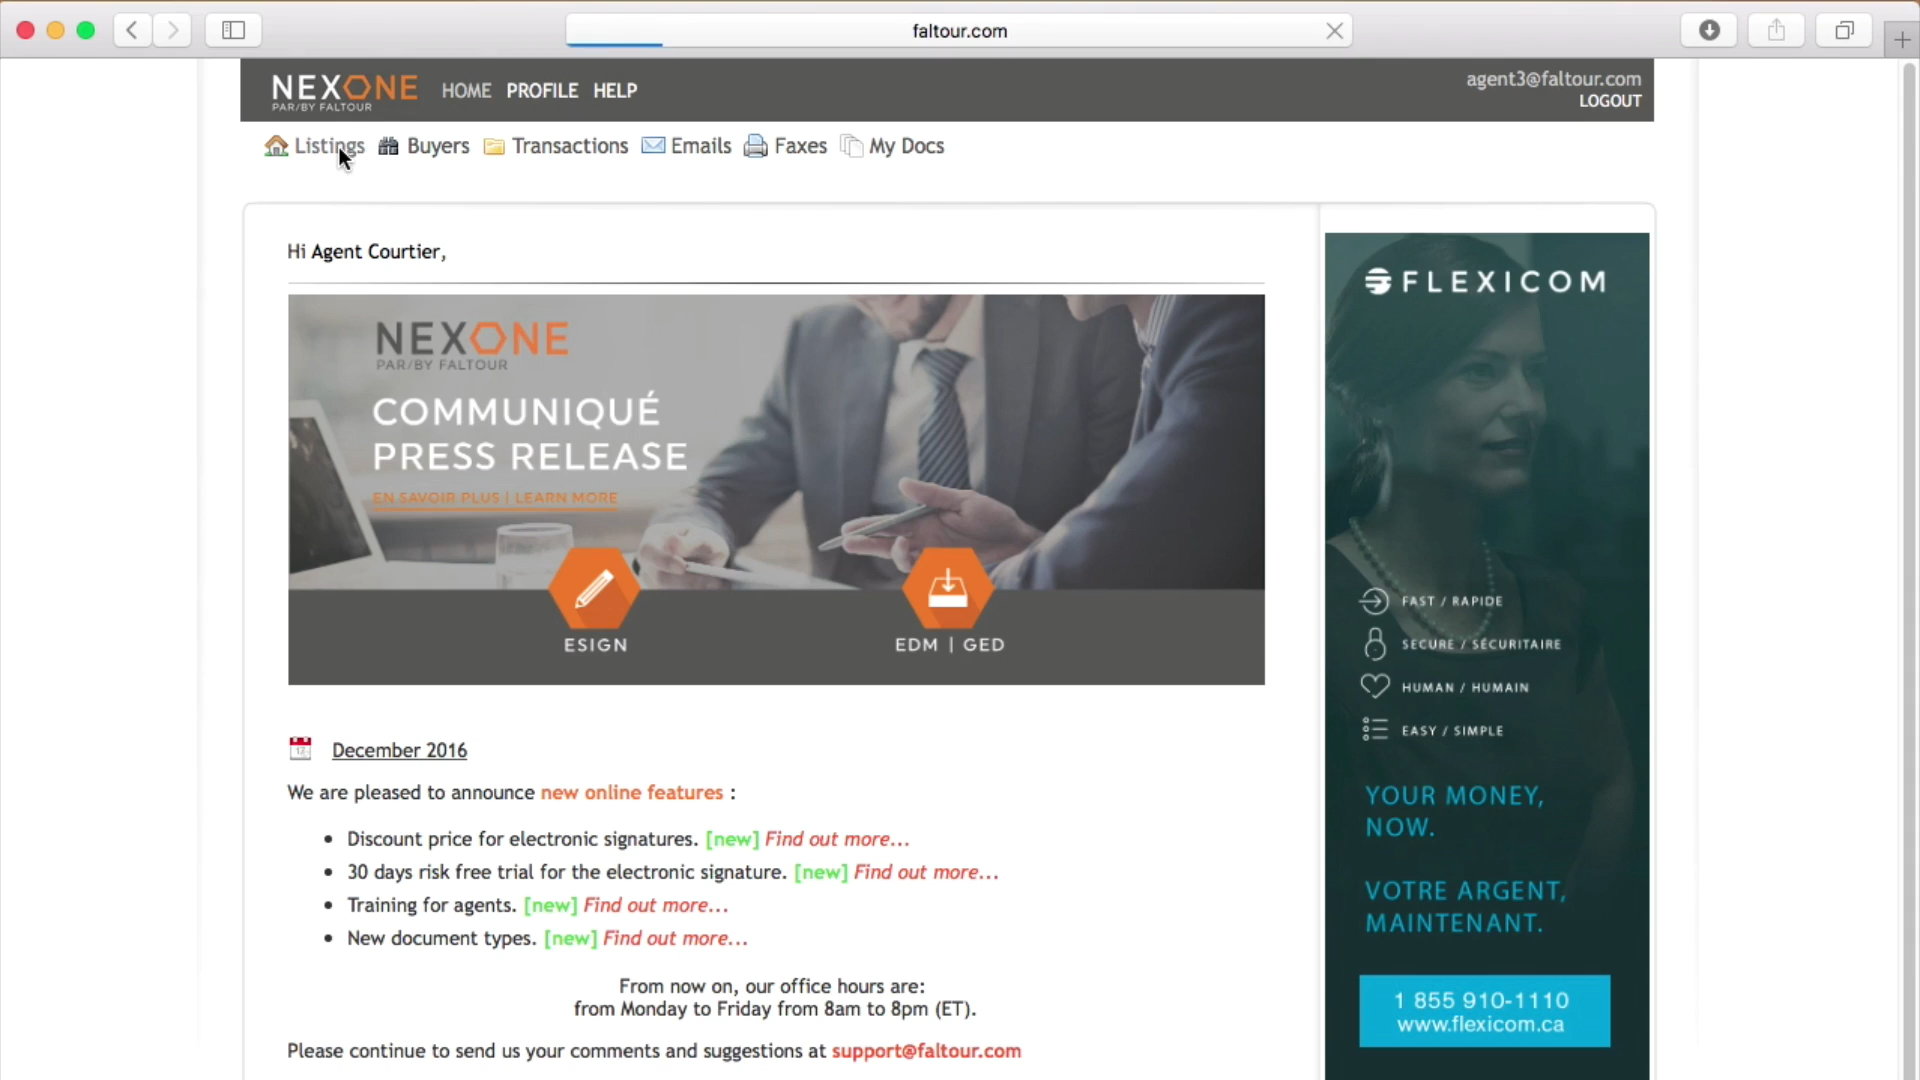 faltour.com
NEXONE
PAR/BY FALTOUR
HOME PROFILE HELP
agent3@faltour.com
LOGOUT
Listings Buyers Transactions Emails Faxes My Docs
Hi Agent Courtier,
NEXONE
PAR/BY FALTOUR
COMMUNIQUÉ
PRESS RELEASE
EN SAVOIR PLUS | LEARN MORE
ESIGN
EDM | GED
December 2016
We are pleased to announce new online features :
• Discount price for electronic signatures. [new] Find out more...
• 30 days risk free trial for the electronic signature. [new] Find out more...
• Training for agents. [new] Find out more...
• New document types. [new] Find out more...
From now on, our office hours are:
from Monday to Friday from 8am to 8pm (ET).
Please continue to send us your comments and suggestions at support@faltour.com
FLEXICOM
FAST / RAPIDE
SECURE / SÉCURITAIRE
HUMAN / HUMAIN
EASY / SIMPLE
YOUR MONEY,
NOW.
VOTRE ARGENT,
MAINTENANT.
1 855 910-1110
www.flexicom.ca